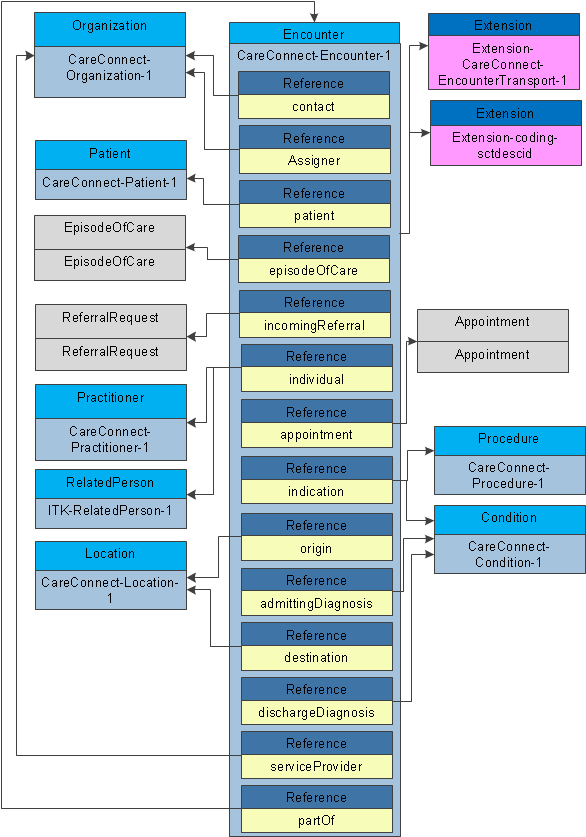 Organization
CareConnect-
Organization-1
Patient
CareConnect-Patient-1
EpisodeOfCare
EpisodeOfCare
ReferralRequest
ReferralRequest
Practitioner
CareConnect-
Practitioner-1
RelatedPerson
ITK-RelatedPerson-1
Location
CareConnect-Location-
1
Encounter
CareConnect-Encounter-1
Reference
contact
Reference
Assigner
Reference
patient
Reference
episodeOfCare
Reference
incomingReferral
Reference
individual
Reference
appointment
Reference
indication
Reference
origin
Reference
admittingDiagnosis
Reference
destination
Reference
dischargeDiagnosis
Reference
serviceProvider
Reference
partOf
Extension
Extension-
CareConnect-
EncounterTransport-1
Extension
Extension-coding-
sctdescid
Appointment
Appointment
Procedure
CareConnect-
Procedure-1
Condition
CareConnect-
Condition-1